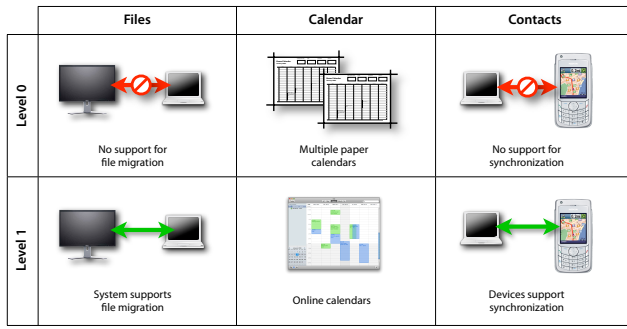 Files
Calendar
Contacts
Level 0
No support for
file migration
Multiple paper
calendars
No support for
synchronization
Level 1
System supports
file migration
Online calendars
Devices support
synchronization